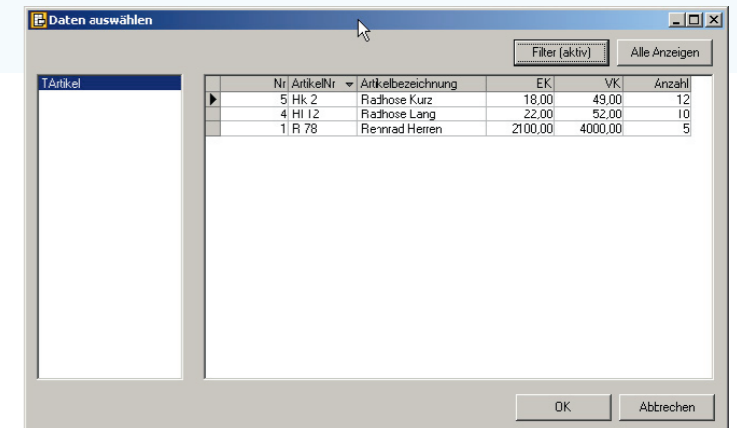 Daten auswählen
Filter (aktiv) Alle Anzeigen
TArtikel
Nr ArtikelNr Artikelbezeichnung EK VK Anzahl
5 Hk 2 Radhose Kurz 18,00 49,00 12
4 Hl 12 Radhose Lang 22,00 52,00 10
1 R 78 Rennrad Herren 2100,00 4000,00 5
OK Abbrechen